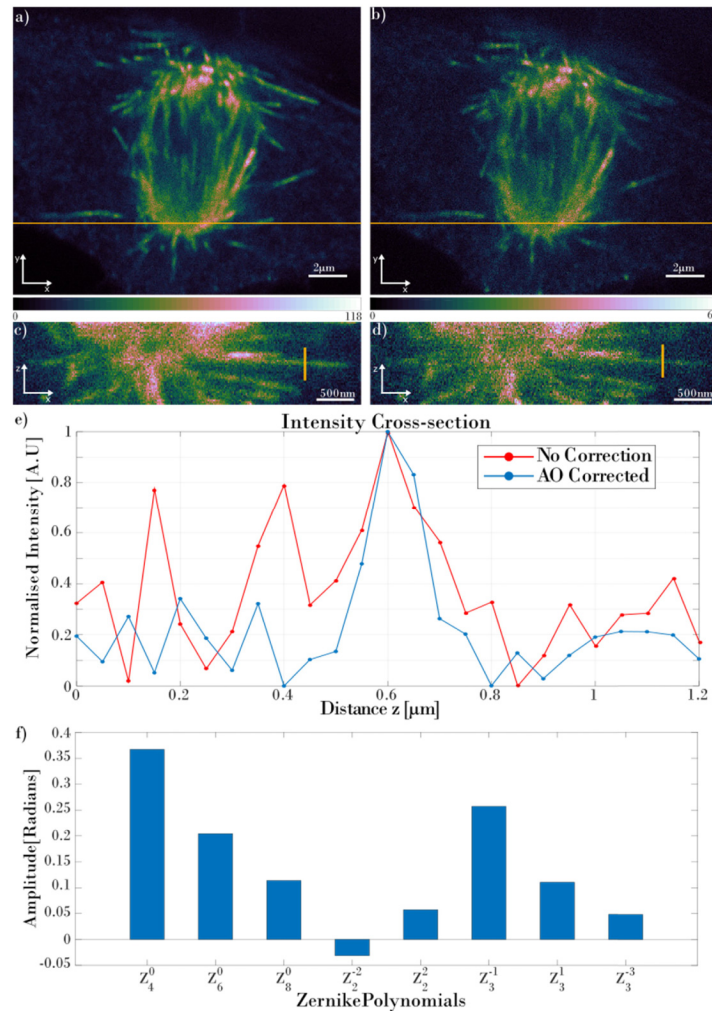 a)
b)
y
x
2µm
y
x
2µm
0
118
0
6
c)
d)
z
x
500nm
z
x
500nm
e)
Intensity Cross-section
No Correction
AO Corrected
Normalised Intensity [A.U]
1
0.8
0.6
0.4
0.2
0
0
0.2
0.4
0.6
0.8
1
1.2
Distance z [µm]
f)
Amplitude[Radians]
0.4
0.35
0.3
0.25
0.2
0.15
0.1
0.05
0
-0.05
Z₄⁰ Z₆⁰ Z₈⁰ Z₂⁻² Z₂² Z₃⁻¹ Z₃¹ Z₃⁻³
ZernikePolynomials